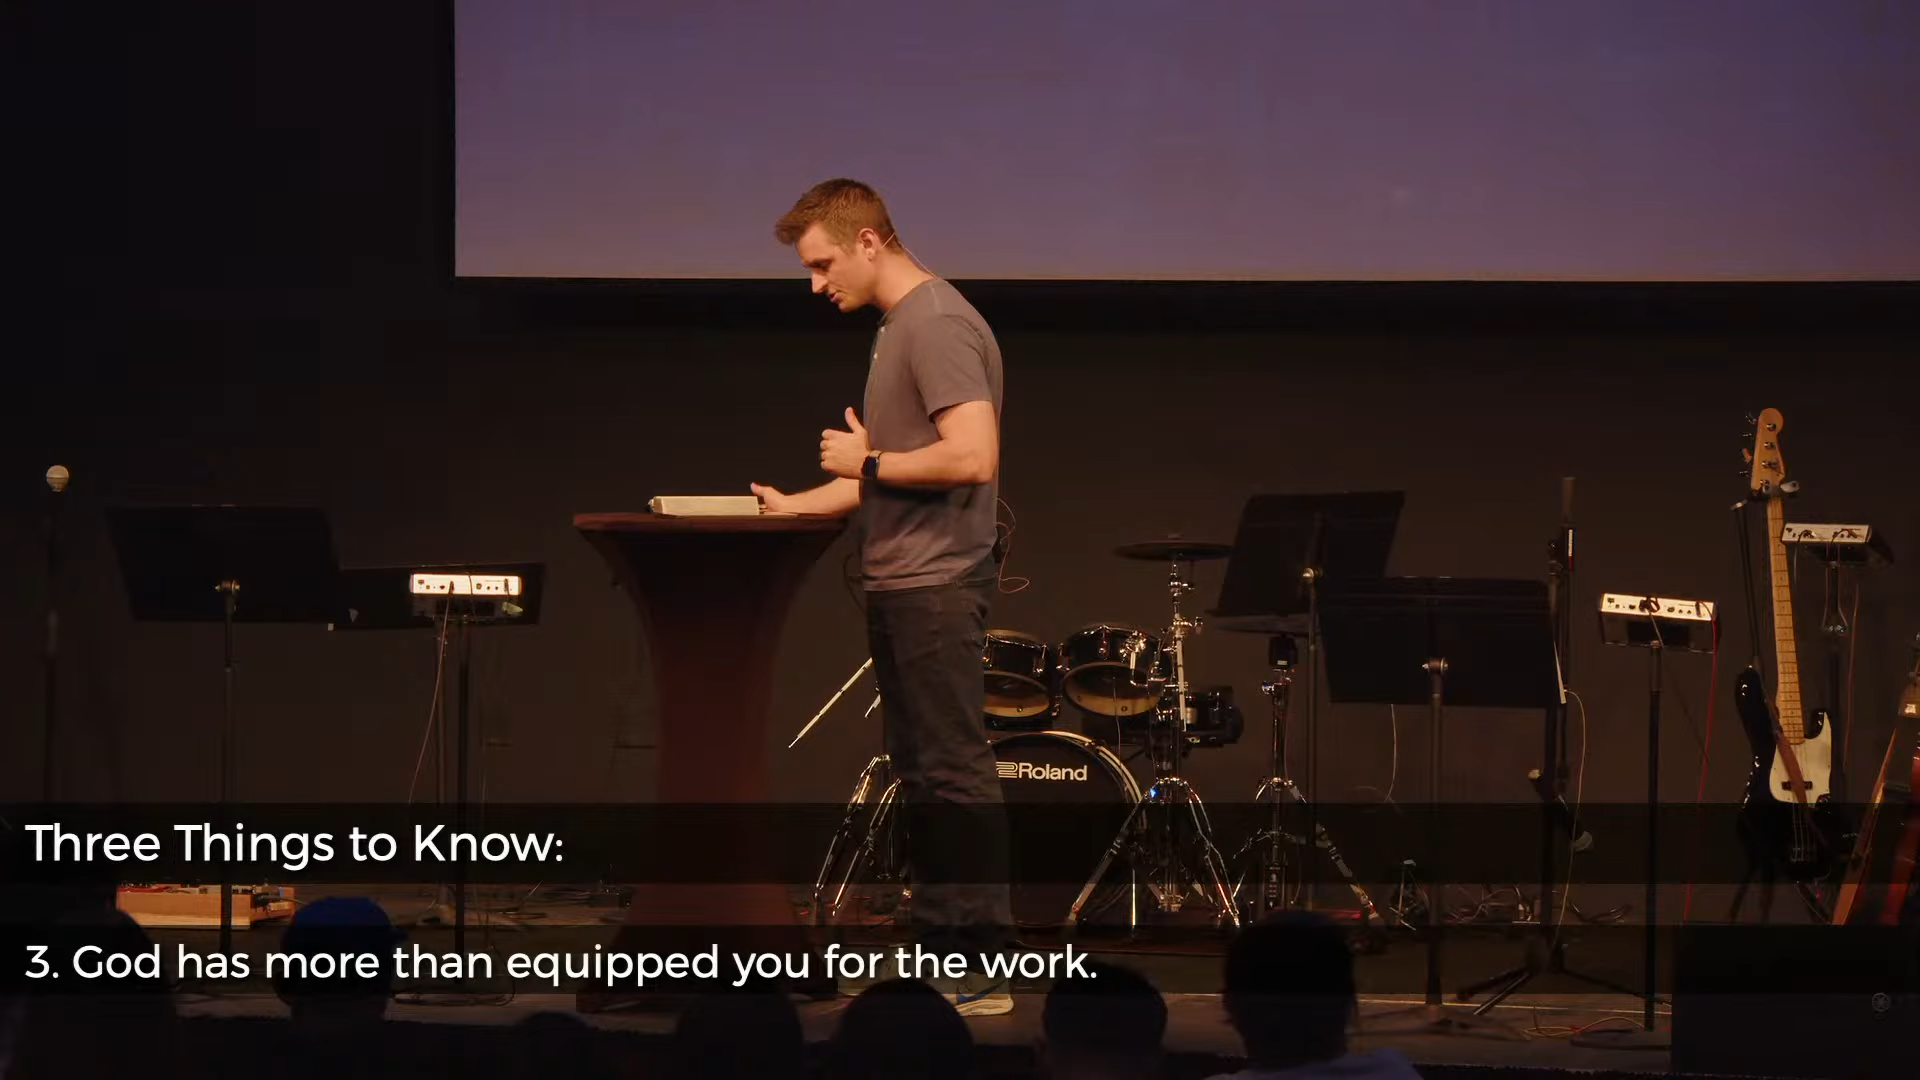 Roland
Three Things to Know:
3. God has more than equipped you for the work.